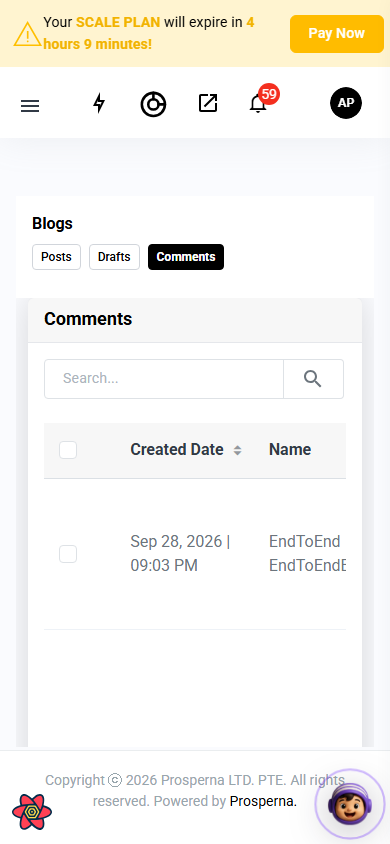 Your SCALE PLAN will expire in 4
hours 9 minutes!
Pay Now
59
AP
Blogs
Posts
Drafts
Comments
Comments
Search...
Created Date
Name
Sep 28, 2026 |
09:03 PM
EndToEnd
EndToEndE
Copyright ⓒ 2026 Prosperna LTD. PTE. All rights
reserved. Powered by Prosperna.